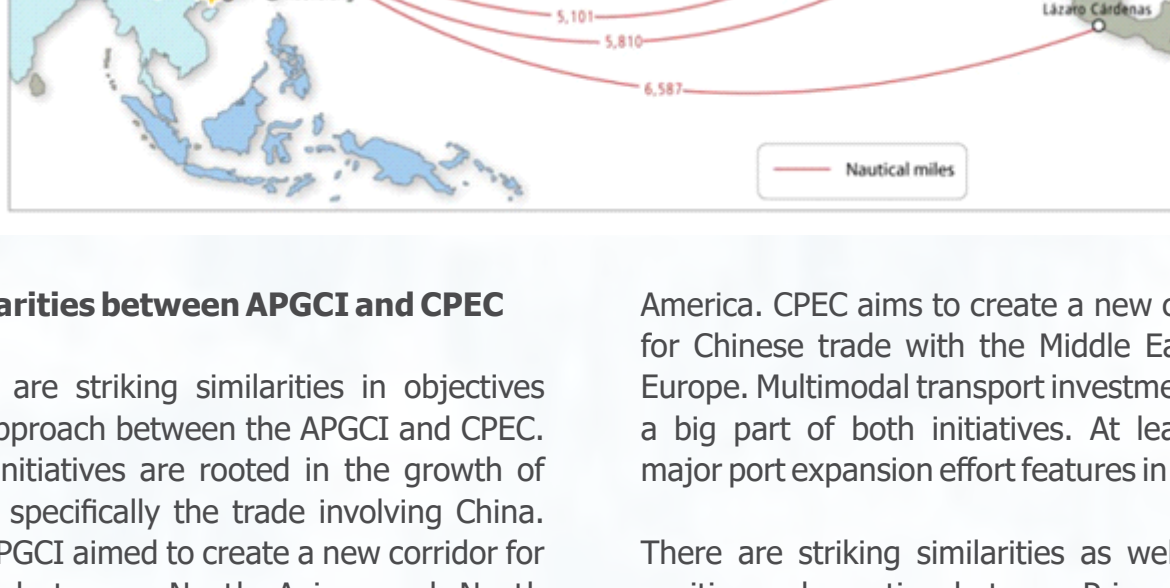 5,101
Lázaro Cárdenas
5,810
6,587
Nautical miles
arities between APGCI and CPEC
are striking similarities in objectives
pproach between the APGCI and CPEC.
nitiatives are rooted in the growth of
specifically the trade involving China.
PGCI aimed to create a new corridor for
America. CPEC aims to create a new c
for Chinese trade with the Middle Ea
Europe. Multimodal transport investme
a big part of both initiatives. At lea
major port expansion effort features in
There are striking similarities as wel